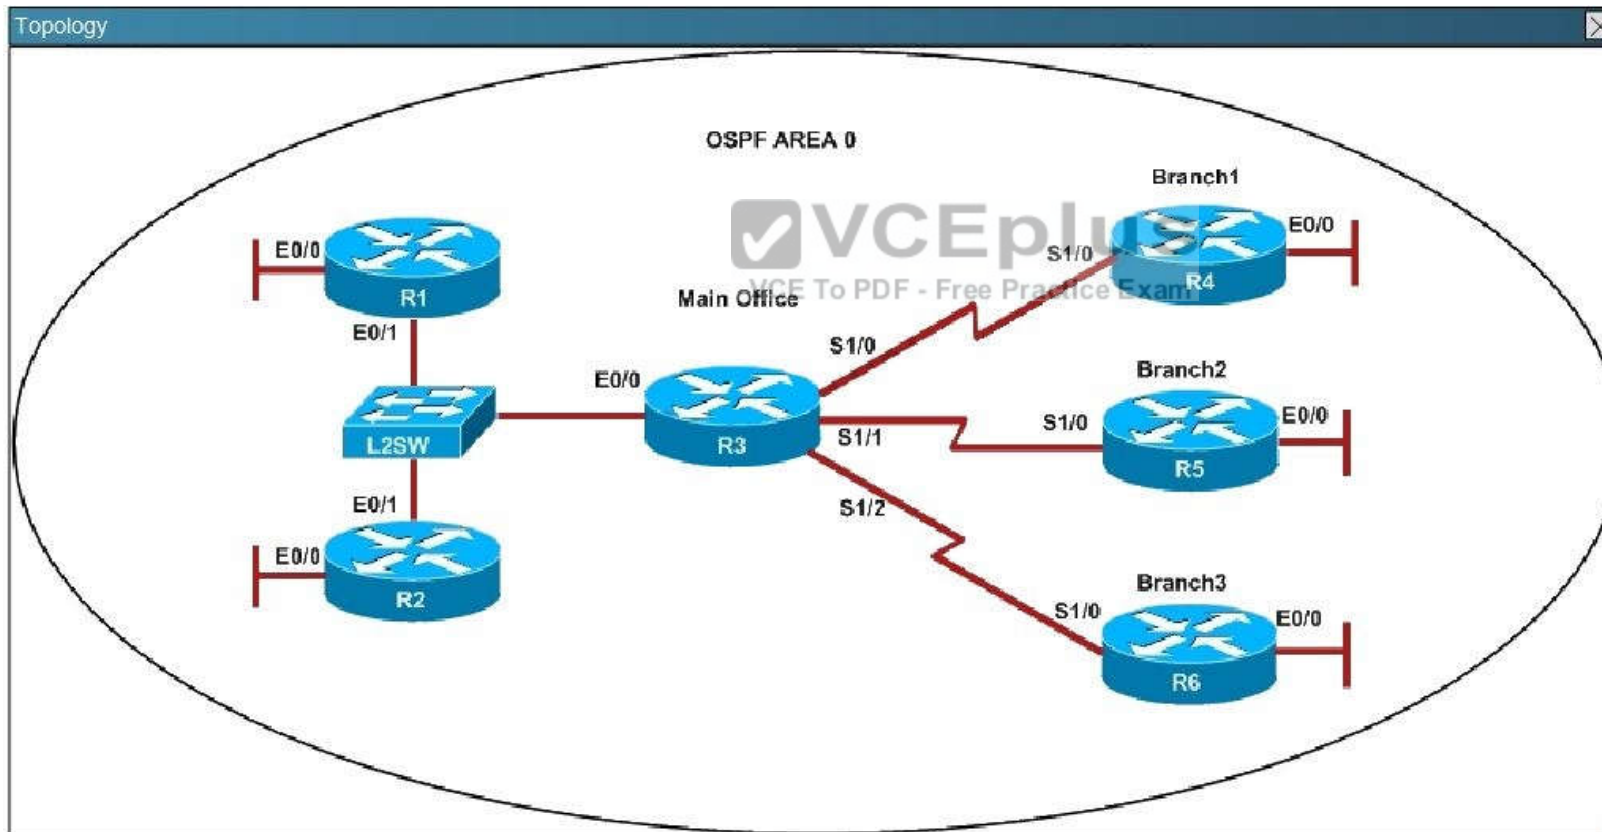 Topology
OSPF AREA 0
Branch1
VCEplus
VCE To PDF - Free Practice Exam
E0/0
R1
E0/1
S1/0
E0/0
R4
Main Office
S1/0
E0/0
R3
L2SW
Branch2
S1/1
S1/0
E0/0
R5
S1/2
E0/1
E0/0
R2
Branch3
S1/0
E0/0
R6